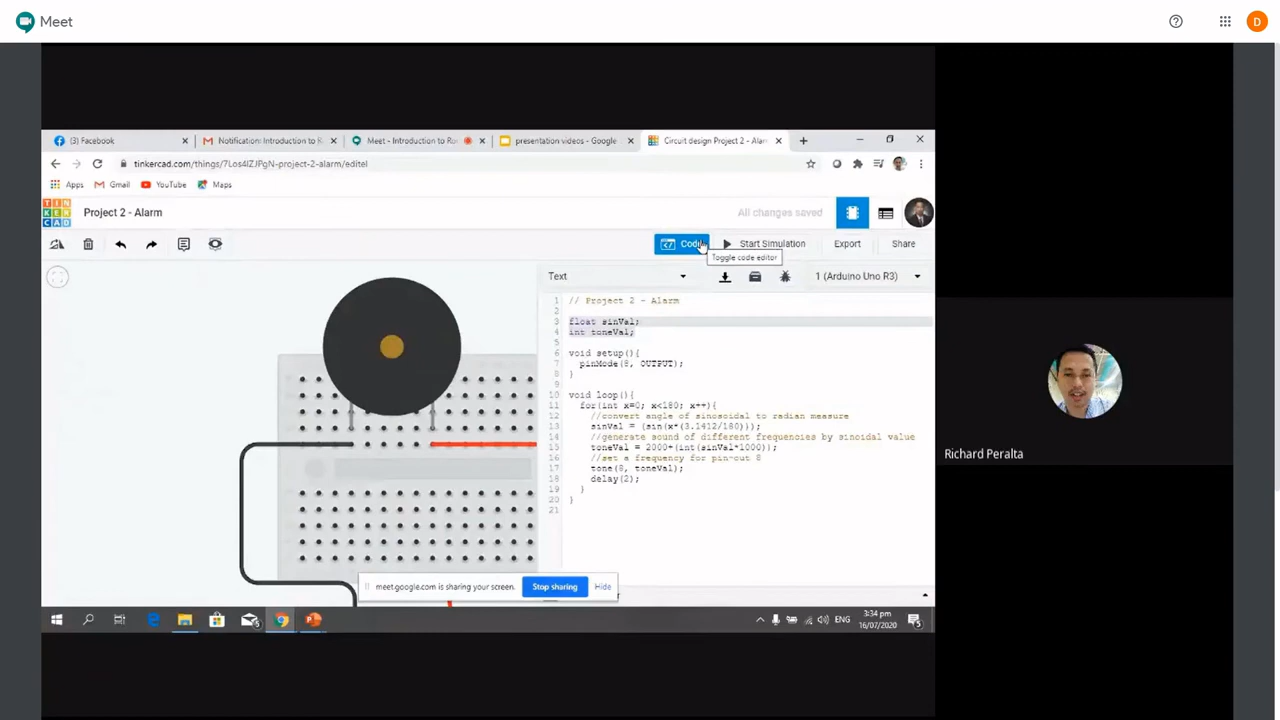 Meet
D
(3) Facebook
Notification: Introduction to R
Meet - Introduction to Ro
presentation videos - Google
Circuit design Project 2 - Alarm
tinkercad.com/things/7Los4IZJPgN-project-2-alarm/editel
Apps
Gmail
YouTube
Maps
TIN
KER
CAD
Project 2 - Alarm
All changes saved
Code
Start Simulation
Export
Share
Toggle code editor
Text
1 (Arduino Uno R3)
1 // Project 2 - Alarm
2
3 float sinVal;
4 int toneVal;
5
6 void setup(){
7 pinMode(8, OUTPUT);
8 }
9
10 void loop(){
11 for(int x=0; x<180; x++){
12 //convert angle of sinosoidal to radian measure
13 sinVal = (sin(x*(3.1412/180)));
14 //generate sound of different frequencies by sinoidal value
15 toneVal = 2000+(int(sinVal*1000));
16 //set a frequency for pin-out 8
17 tone(8, toneVal);
18 delay(2);
19 }
20 }
21
Richard Peralta
meet.google.com is sharing your screen.
Stop sharing
Hide
ENG
3:34 pm
16/07/2020